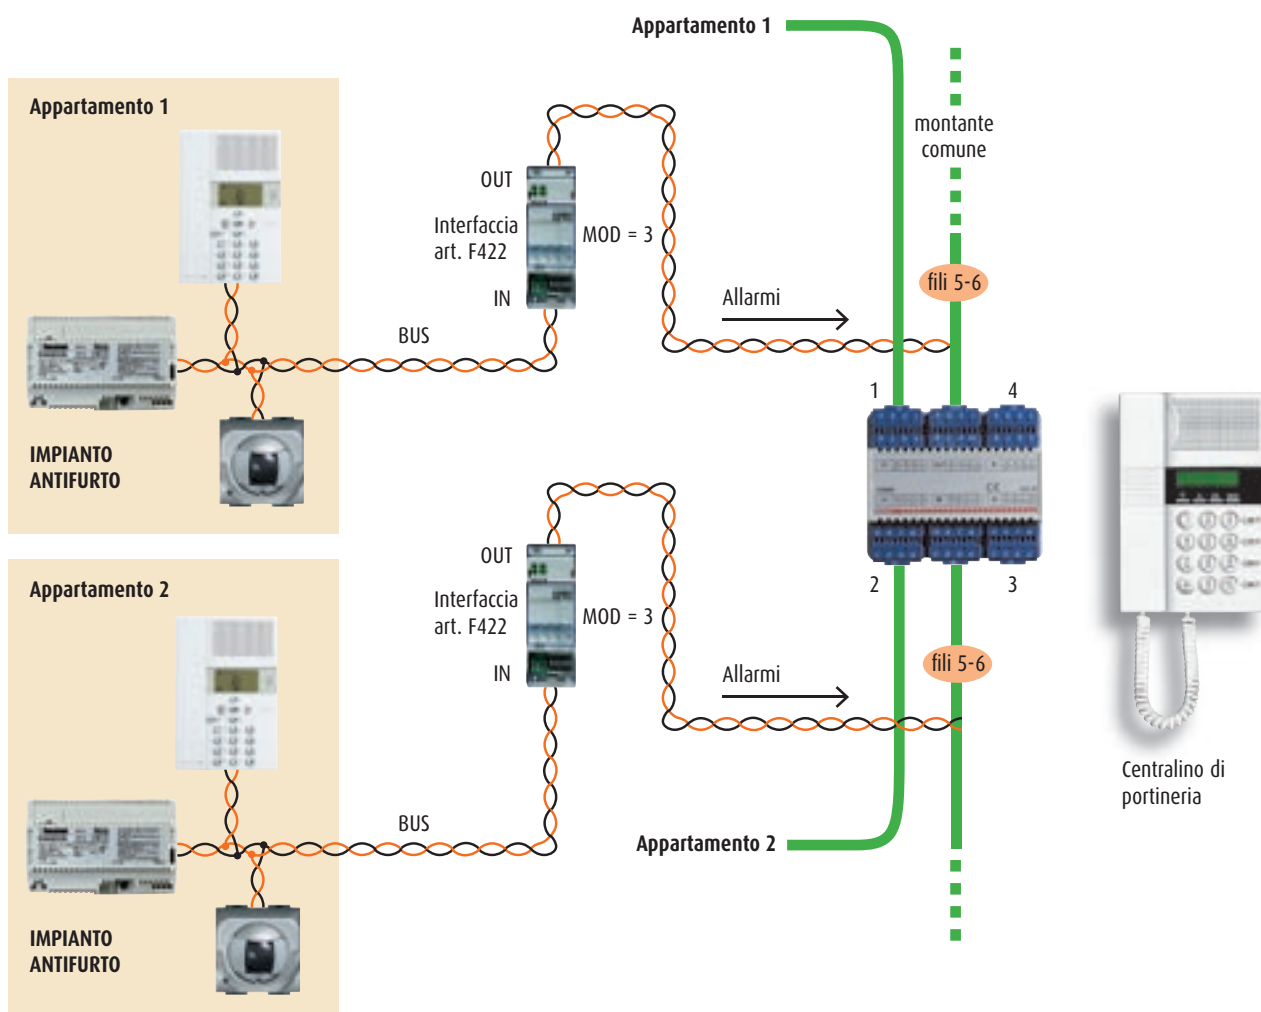 Appartamento 1
Appartamento 1
montante
comune
OUT
Interfaccia
art. F422
MOD = 3
IN
fili 5-6
Allarmi
BUS
1
4
IMPIANTO
ANTIFURTO
OUT
Interfaccia
art. F422
MOD = 3
IN
2
3
Appartamento 2
fili 5-6
Allarmi
Centralino di
portineria
BUS
Appartamento 2
IMPIANTO
ANTIFURTO